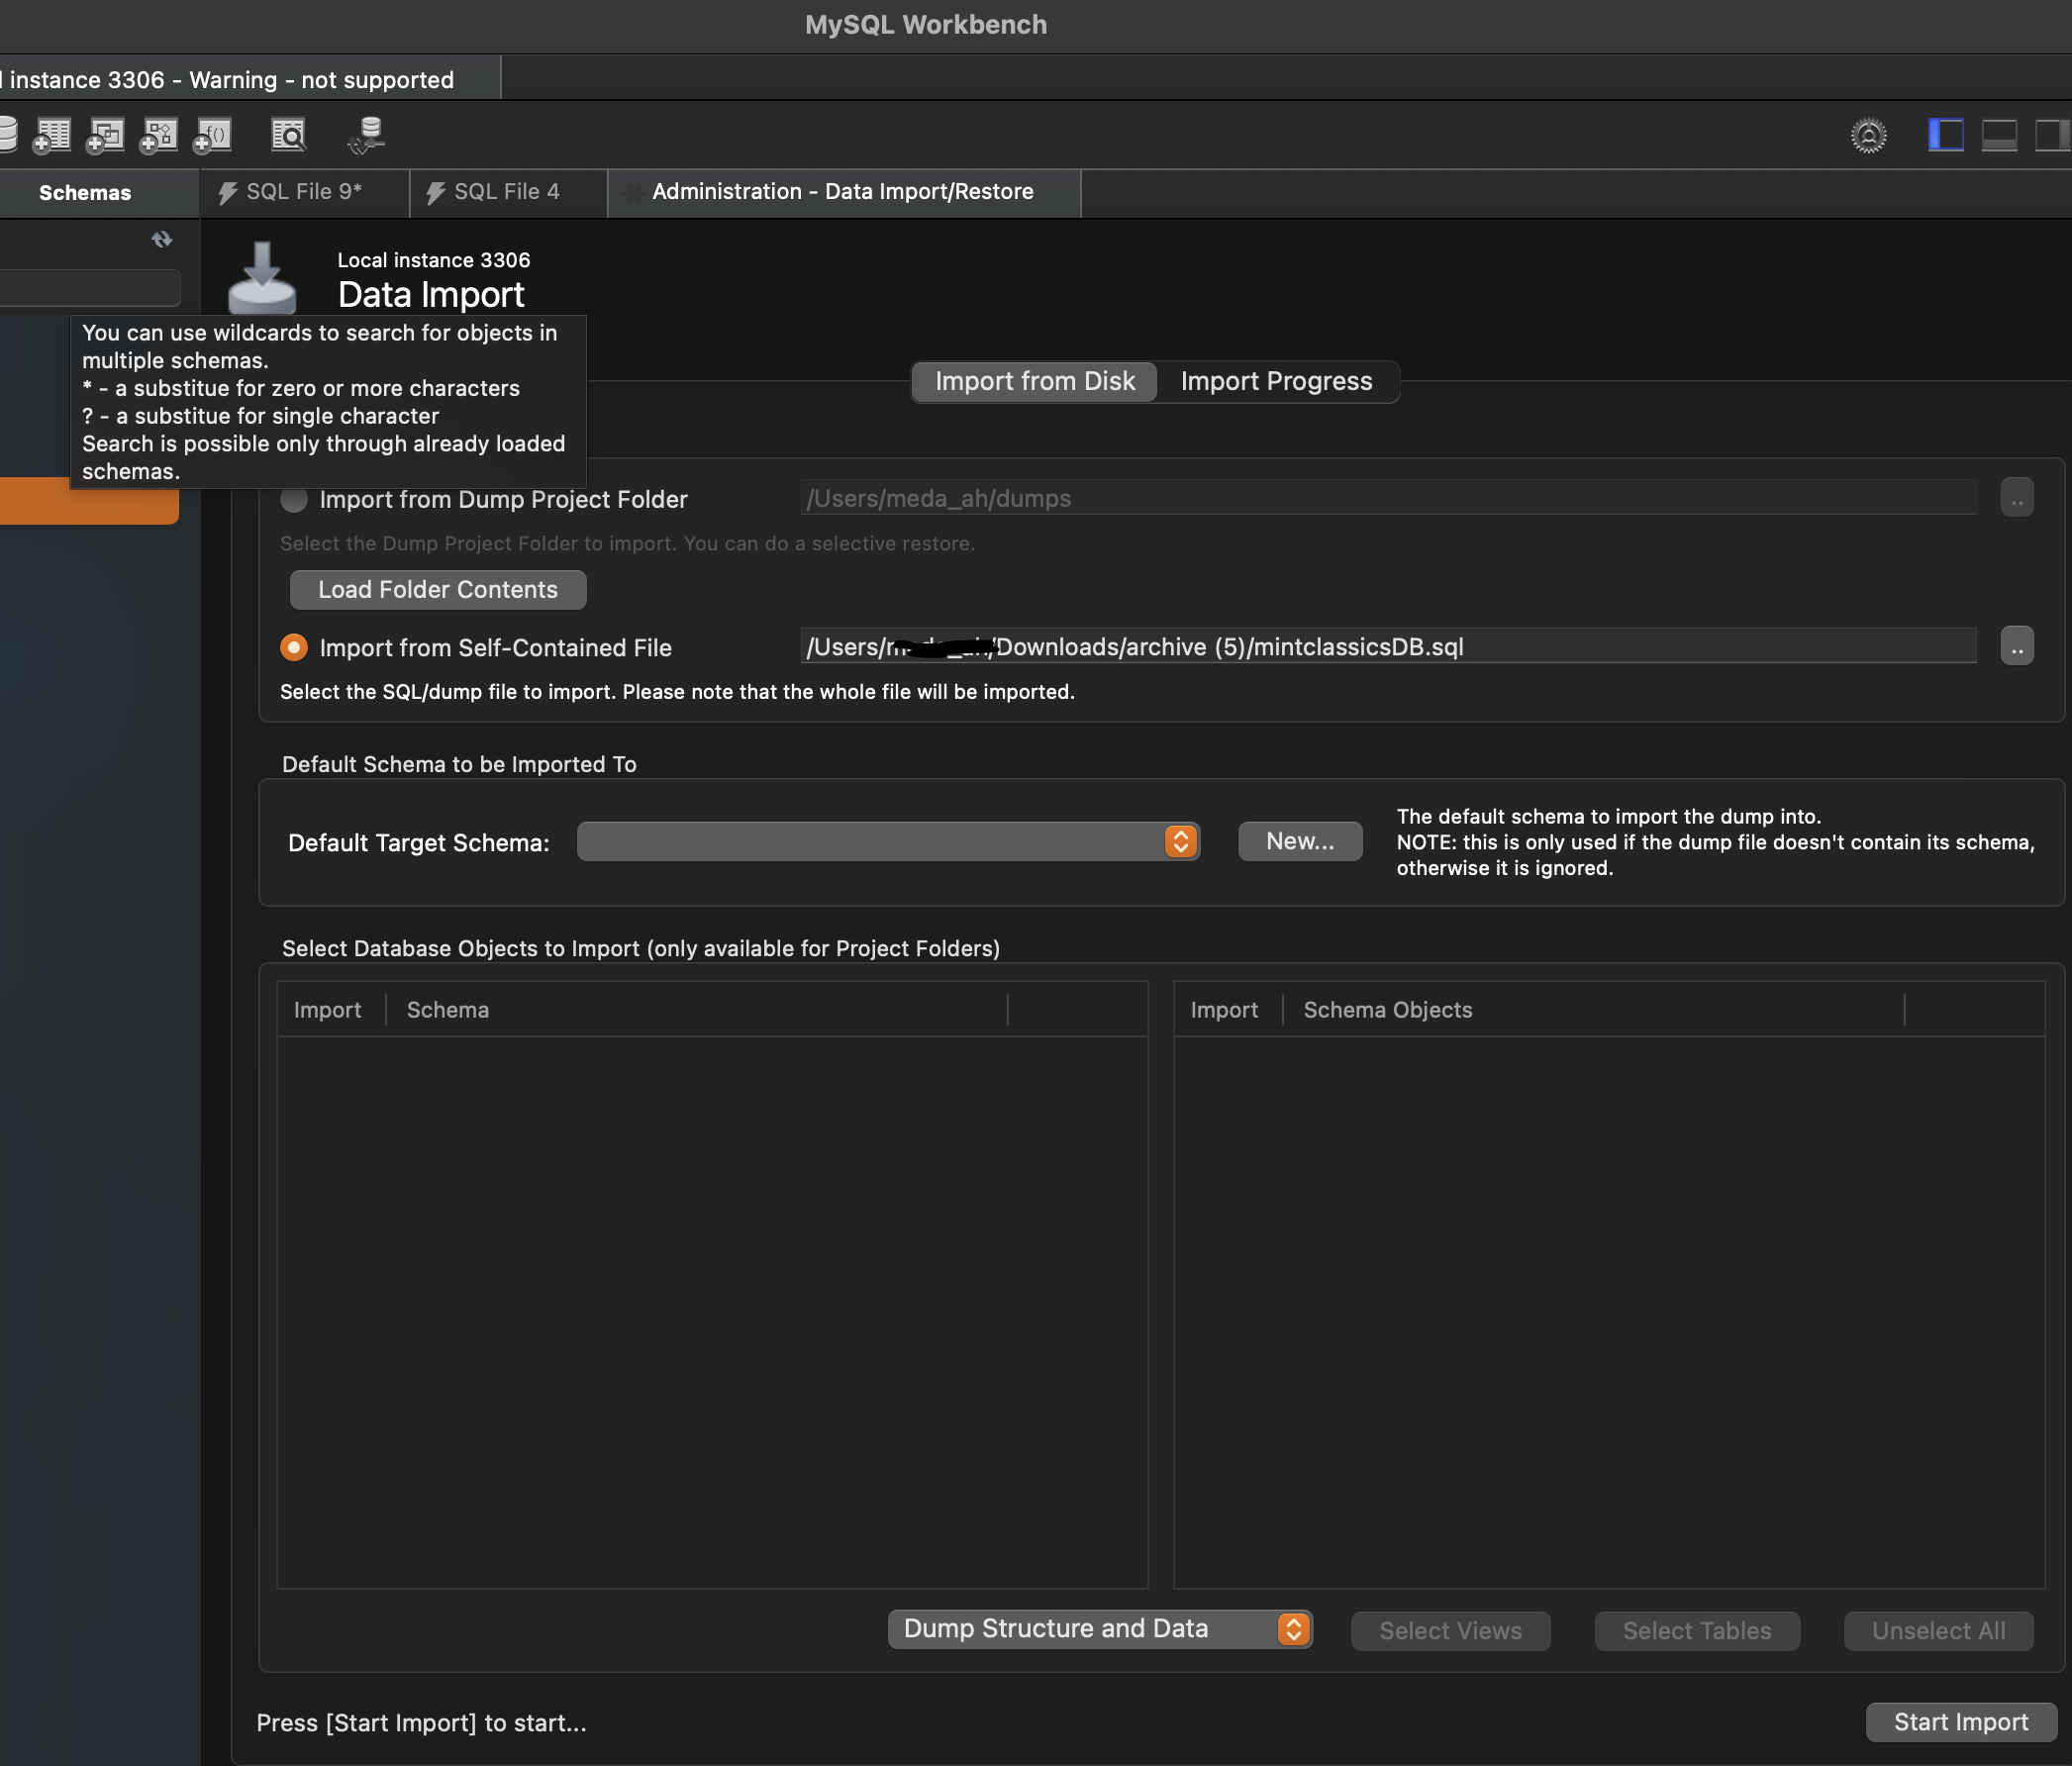 MySQL Workbench
instance 3306 - Warning - not supported
Schemas
SQL File 9*
SQL File 4
Administration - Data Import/Restore
Local instance 3306
Data Import
You can use wildcards to search for objects in
multiple schemas.
* - a substitue for zero or more characters
? - a substitue for single character
Search is possible only through already loaded
schemas.
Import from Disk
Import Progress
Import from Dump Project Folder
/Users/meda_ah/dumps
..
Select the Dump Project Folder to import. You can do a selective restore.
Load Folder Contents
Import from Self-Contained File
/Users/ /Downloads/archive (5)/mintclassicsDB.sql
..
Select the SQL/dump file to import. Please note that the whole file will be imported.
Default Schema to be Imported To
Default Target Schema:
New...
The default schema to import the dump into.
NOTE: this is only used if the dump file doesn't contain its schema,
otherwise it is ignored.
Select Database Objects to Import (only available for Project Folders)
Import
Schema
Import
Schema Objects
Dump Structure and Data
Select Views
Select Tables
Unselect All
Press [Start Import] to start...
Start Import